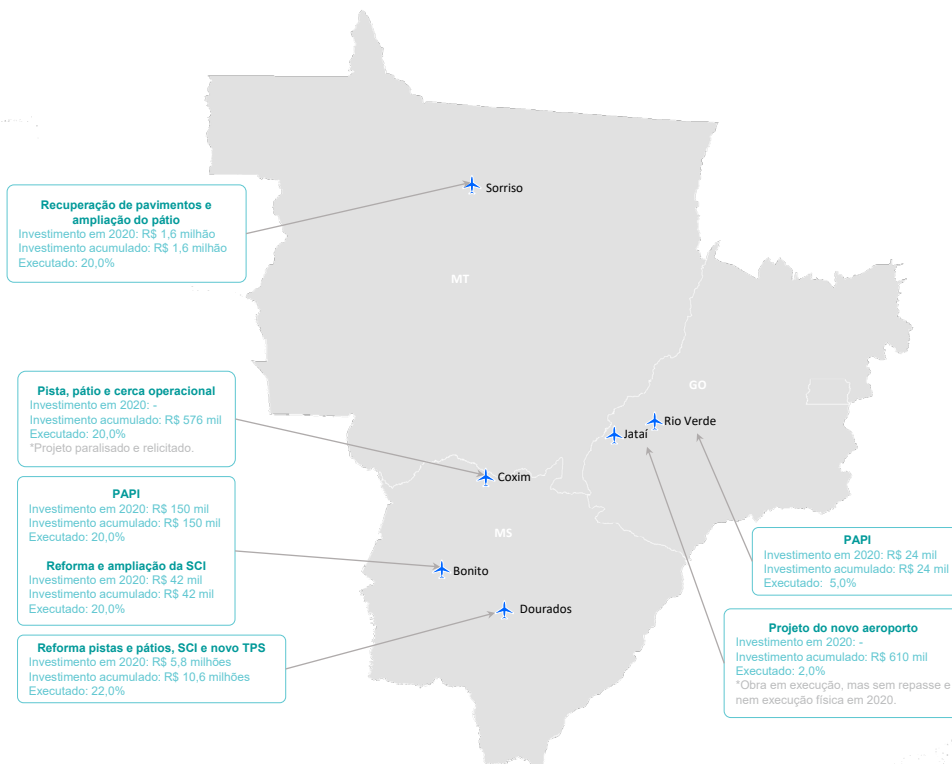 Sorriso
Recuperação de pavimentos e
ampliação do pátio
Investimento em 2020: R$ 1,6 milhão
Investimento acumulado: R$ 1,6 milhão
Executado: 20,0%
MT
Pista, pátio e cerca operacional
Investimento em 2020: -
Investimento acumulado: R$ 576 mil
Executado: 20,0%
*Projeto paralisado e relicitado.
GO
Rio Verde
Jataí
Coxim
PAPI
Investimento em 2020: R$ 150 mil
Investimento acumulado: R$ 150 mil
Executado: 20,0%
Reforma e ampliação da SCI
Investimento em 2020: R$ 42 mil
Investimento acumulado: R$ 42 mil
Executado: 20,0%
MS
Bonito
Dourados
PAPI
Investimento em 2020: R$ 24 mil
Investimento acumulado: R$ 24 mil
Executado: 5,0%
Reforma pistas e pátios, SCI e novo TPS
Investimento em 2020: R$ 5,8 milhões
Investimento acumulado: R$ 10,6 milhões
Executado: 22,0%
Projeto do novo aeroporto
Investimento em 2020: -
Investimento acumulado: R$ 610 mil
Executado: 2,0%
*Obra em execução, mas sem repasse e
nem execução física em 2020.